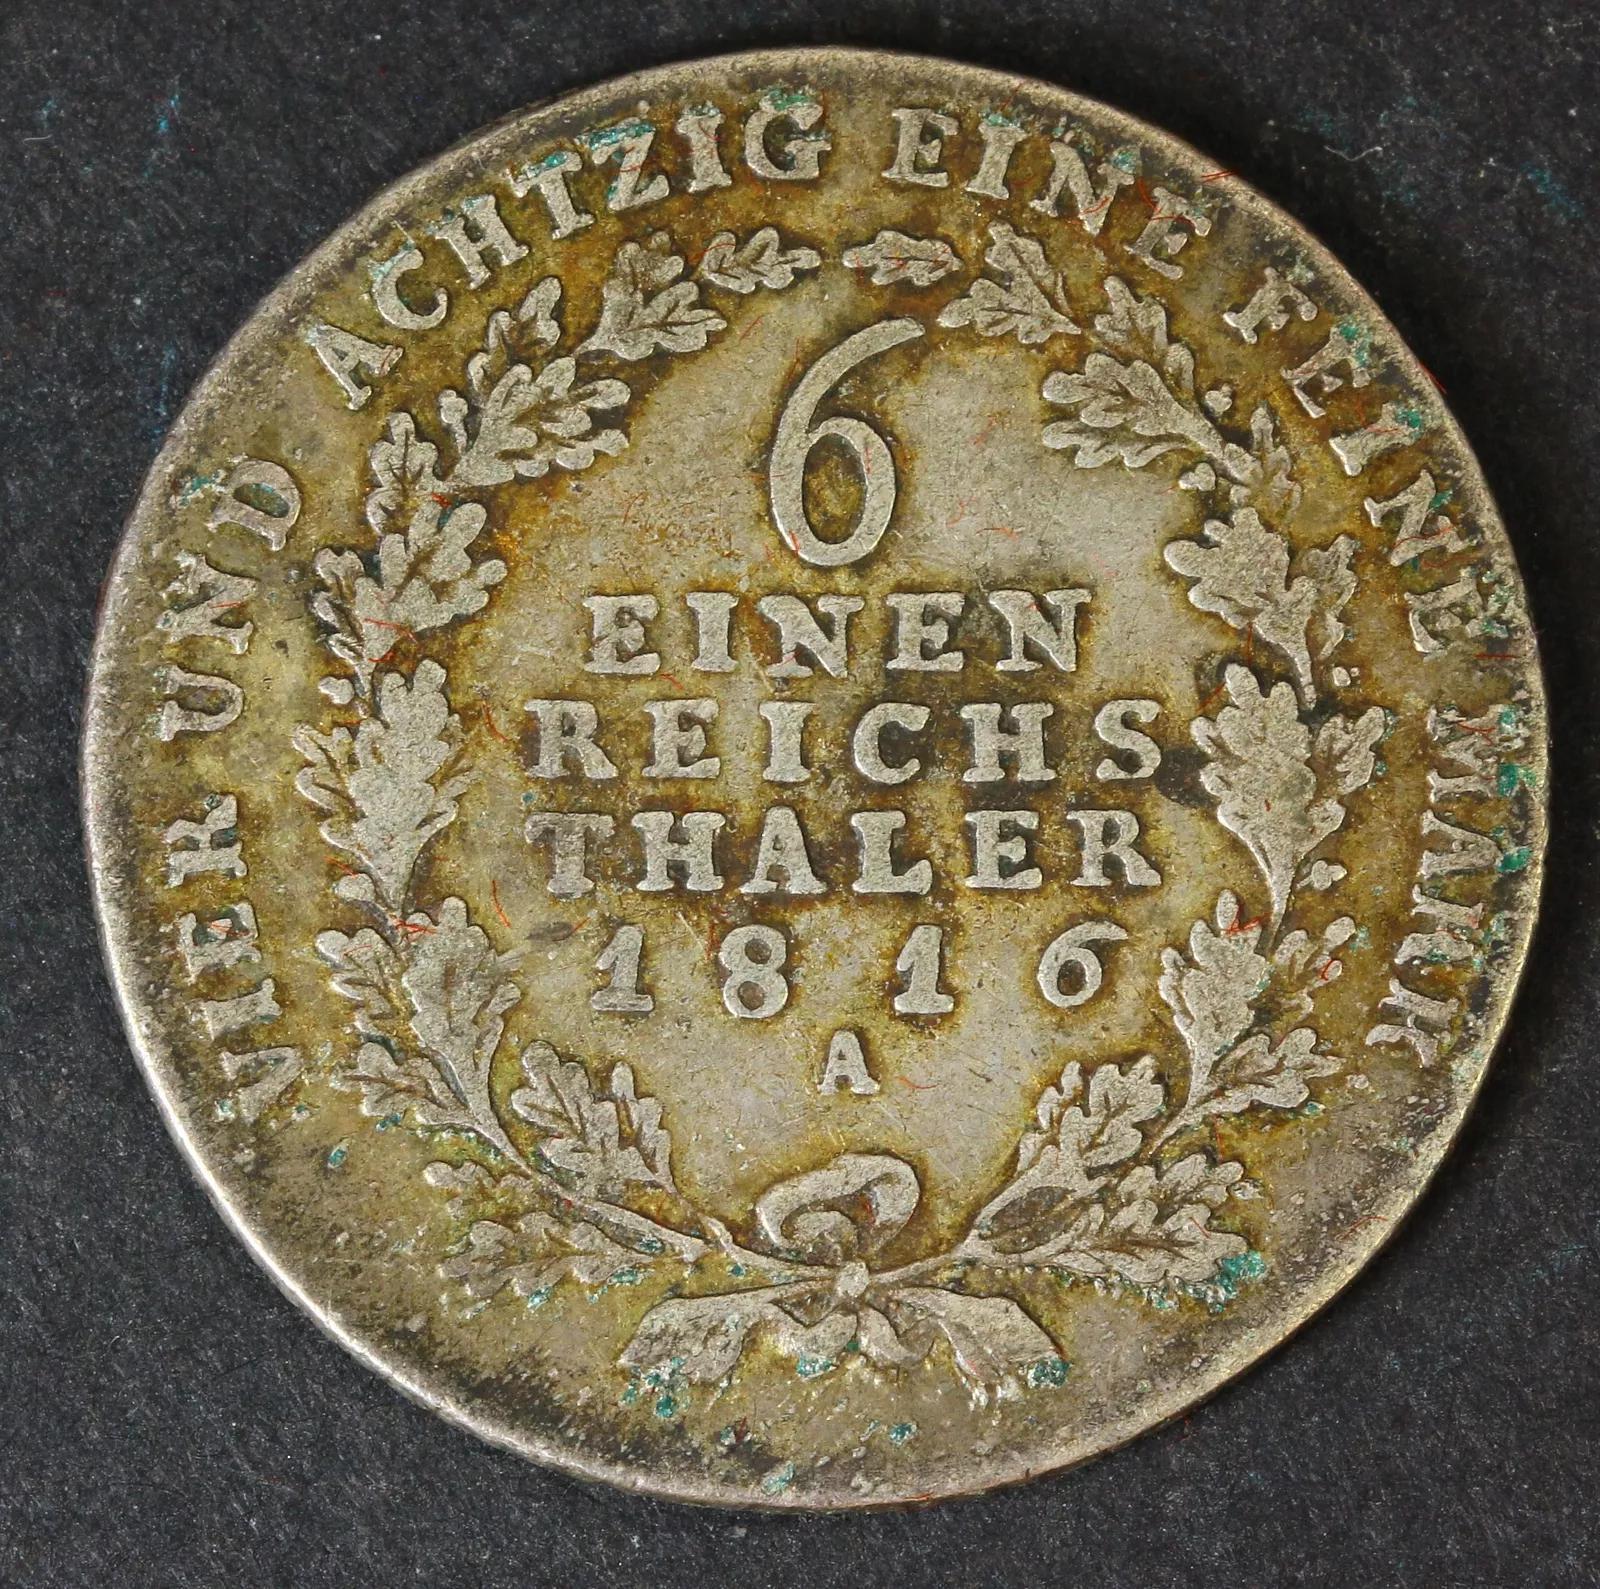 VIER UND ACHTZIG EINE FEINE MARK
6
EINEN
REICHS
THALER
1816
A